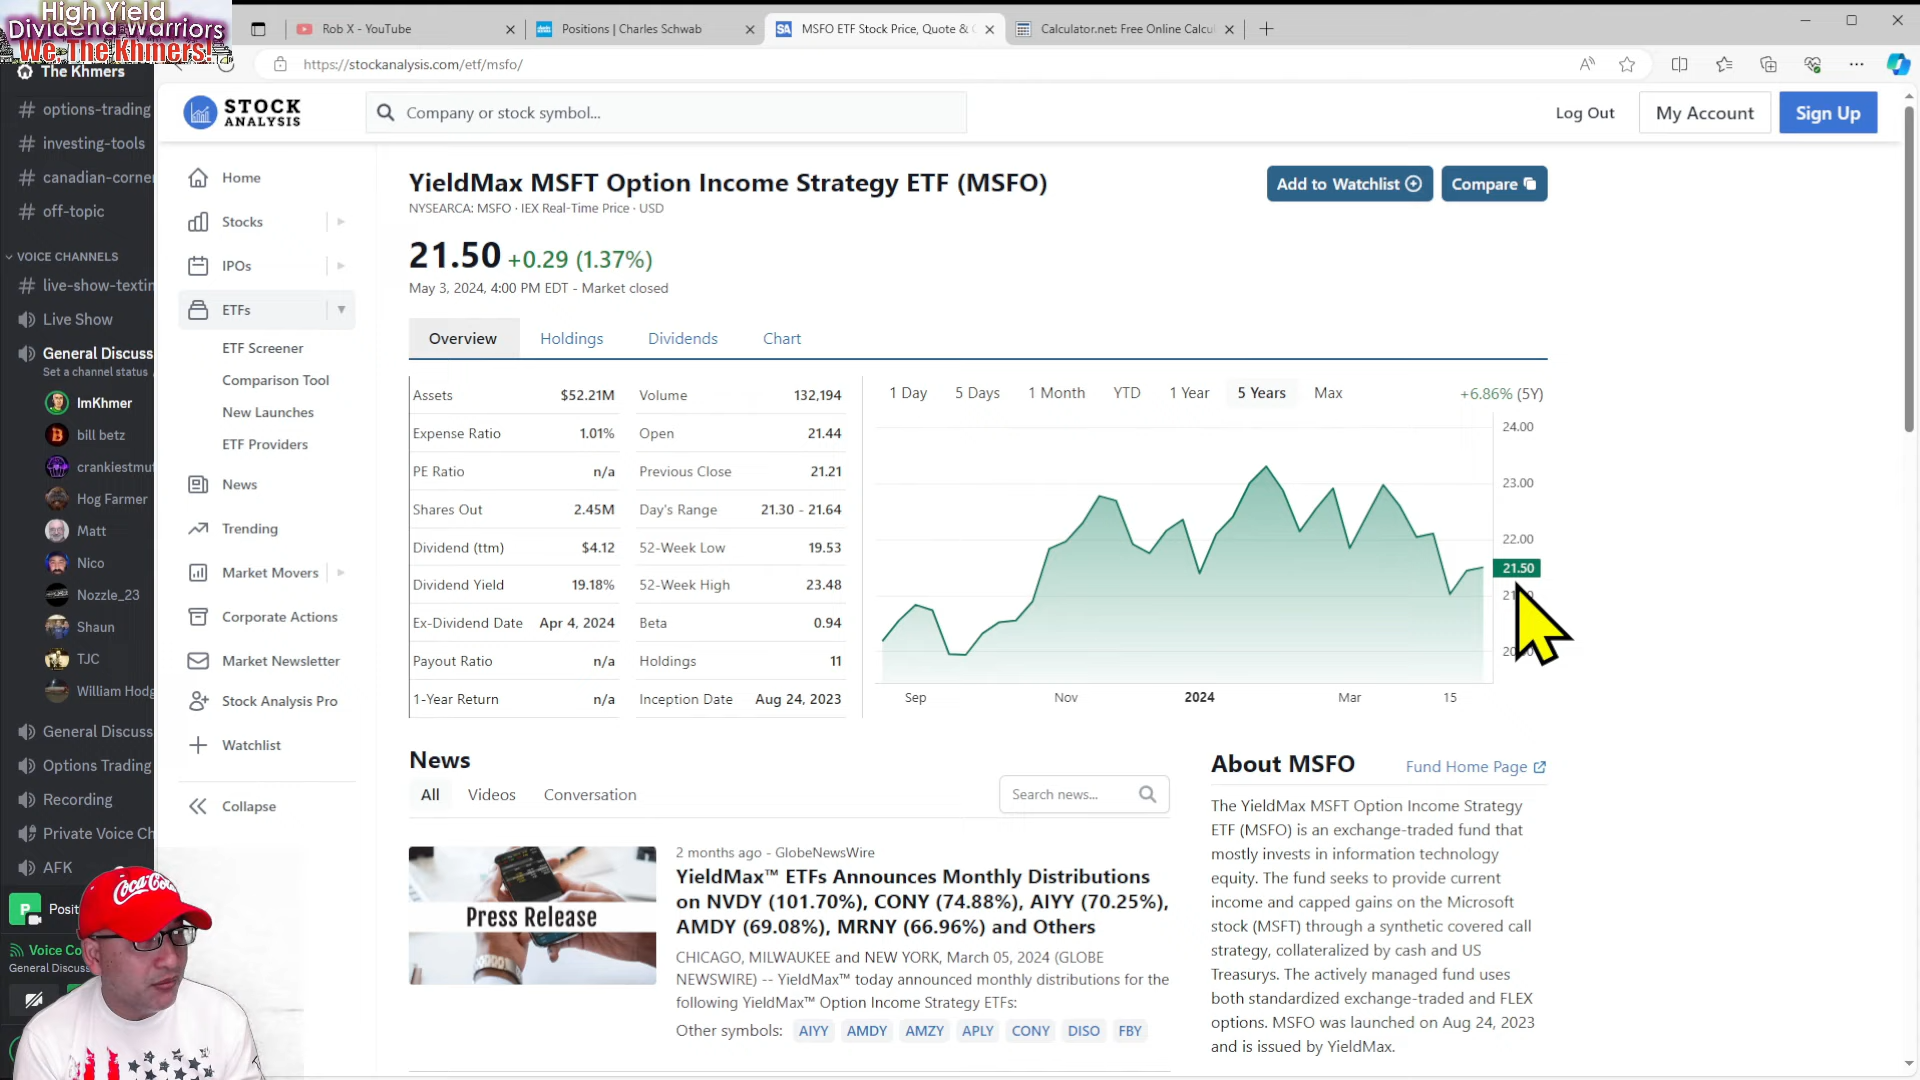 High Yield
Dividend Warriors
We The Khmers!
Rob X - YouTube
Positions | Charles Schwab
MSFO ETF Stock Price, Quote &
Calculator.net: Free Online Calcu
https://stockanalysis.com/etf/msfo/
The Khmers
# options-trading
# investing-tools
# canadian-corner
# off-topic
VOICE CHANNELS
# live-show-textin
Live Show
General Discuss
Set a channel status
ImKhmer
bill betz
crankiestmuf
Hog Farmer
Matt
Nico
Nozzle_23
Shaun
TJC
William Hodg
General Discuss
Options Trading
Recording
Private Voice Ch
AFK
P Posit
Voice Co
General Discuss
Coca-Cola
STOCK
ANALYSIS
Company or stock symbol...
Log Out
My Account
Sign Up
Home
Stocks
IPOs
ETFs
ETF Screener
Comparison Tool
New Launches
ETF Providers
News
Trending
Market Movers
Corporate Actions
Market Newsletter
Stock Analysis Pro
Watchlist
Collapse
YieldMax MSFT Option Income Strategy ETF (MSFO)
NYSEARCA: MSFO · IEX Real-Time Price · USD
Add to Watchlist
Compare
21.50 +0.29 (1.37%)
May 3, 2024, 4:00 PM EDT - Market closed
Overview Holdings Dividends Chart
Assets $52.21M
Expense Ratio 1.01%
PE Ratio n/a
Shares Out 2.45M
Dividend (ttm) $4.12
Dividend Yield 19.18%
Ex-Dividend Date Apr 4, 2024
Payout Ratio n/a
1-Year Return n/a
Volume 132,194
Open 21.44
Previous Close 21.21
Day's Range 21.30 - 21.64
52-Week Low 19.53
52-Week High 23.48
Beta 0.94
Holdings 11
Inception Date Aug 24, 2023
1 Day 5 Days 1 Month YTD 1 Year 5 Years Max +6.86% (5Y)
24.00
23.00
22.00
21.50
Sep Nov 2024 Mar 15
News
All Videos Conversation
Search news...
Press Release
2 months ago - GlobeNewsWire
YieldMax™ ETFs Announces Monthly Distributions
on NVDY (101.70%), CONY (74.88%), AIYY (70.25%),
AMDY (69.08%), MRNY (66.96%) and Others
CHICAGO, MILWAUKEE and NEW YORK, March 05, 2024 (GLOBE
NEWSWIRE) -- YieldMax™ today announced monthly distributions for the
following YieldMax™ Option Income Strategy ETFs:
Other symbols: AIYY AMDY AMZY APLY CONY DISO FBY
About MSFO
Fund Home Page
The YieldMax MSFT Option Income Strategy
ETF (MSFO) is an exchange-traded fund that
mostly invests in information technology
equity. The fund seeks to provide current
income and capped gains on the Microsoft
stock (MSFT) through a synthetic covered call
strategy, collateralized by cash and US
Treasurys. The actively managed fund uses
both standardized exchange-traded and FLEX
options. MSFO was launched on Aug 24, 2023
and is issued by YieldMax.